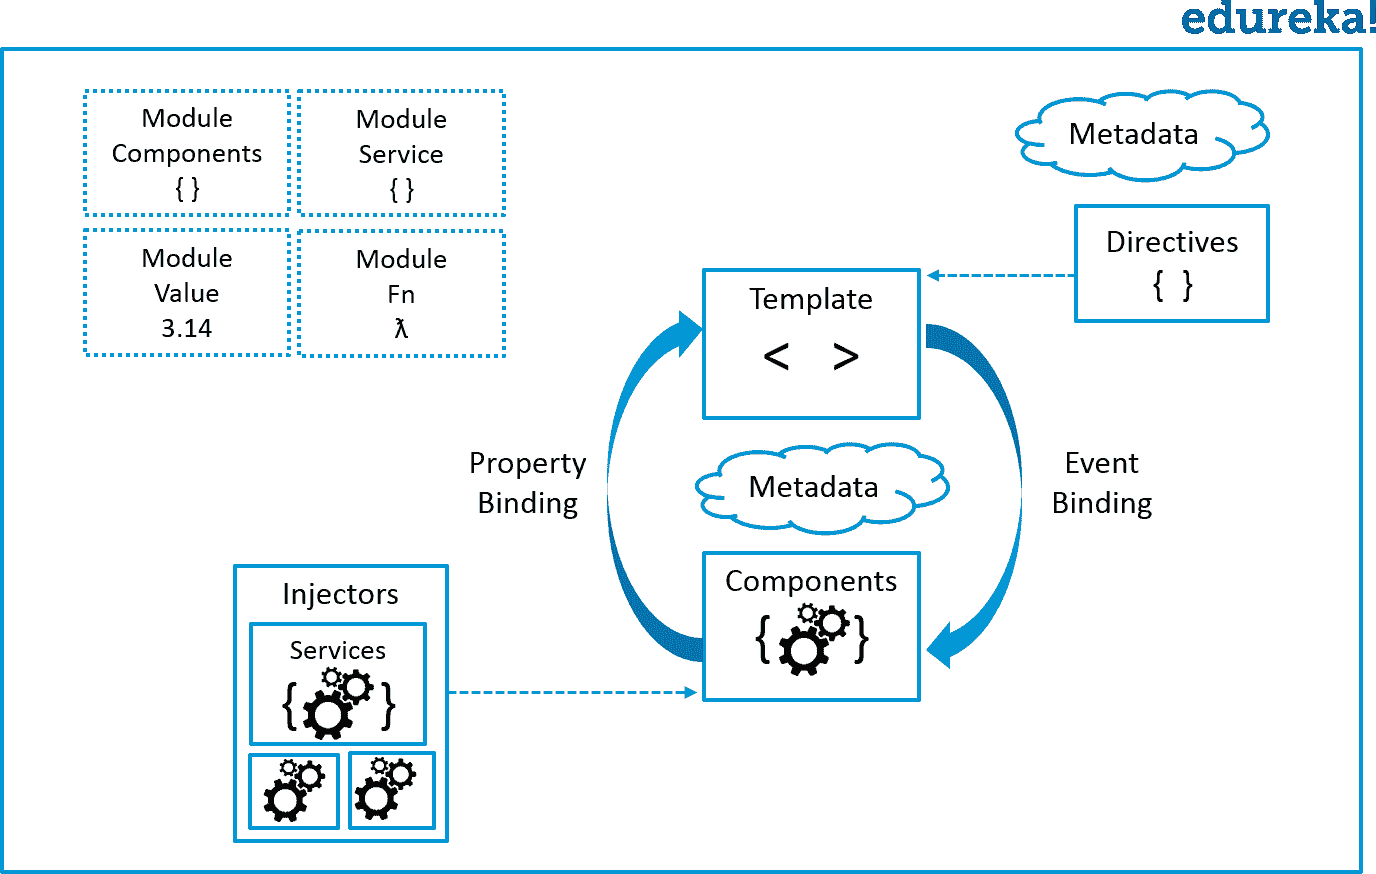 edureka!
Module
Components
{ }
Module
Service
{ }
Module
Value
3.14
Module
Fn
ƛ
Metadata
Directives
{ }
Template
< >
Property
Binding
Metadata
Event
Binding
Components
{ }
Injectors
Services
{ }